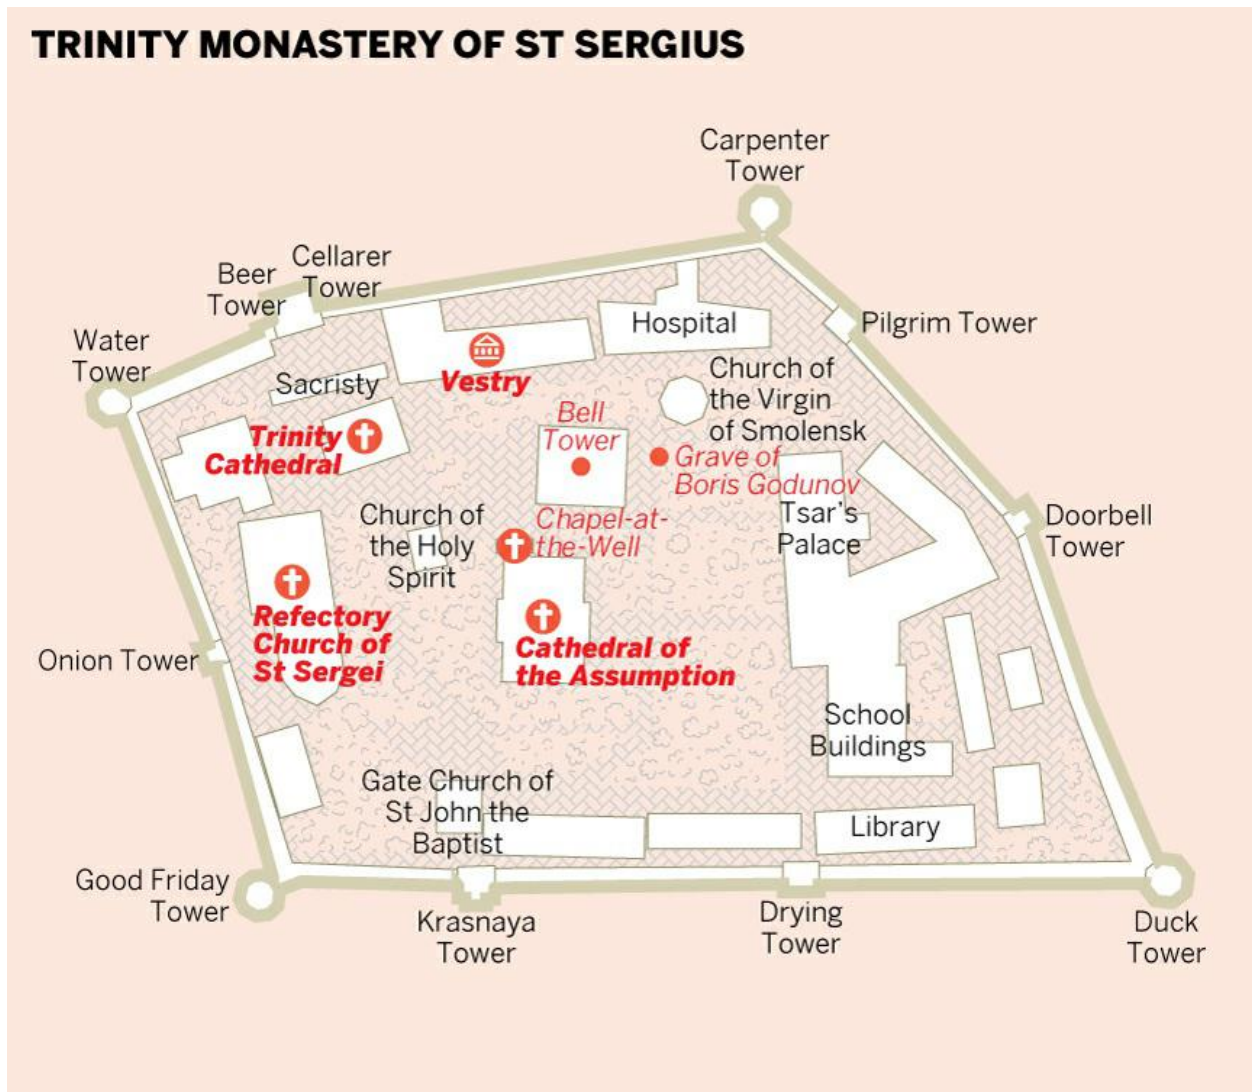 TRINITY MONASTERY OF ST SERGIUS
Carpenter
Tower
Cellarer
Tower
Beer
Tower
Water
Tower
Hospital
Pilgrim Tower
Sacristy
Vestry
Church of
the Virgin
of Smolensk
Bell
Tower
Trinity
Cathedral
Grave of
Boris Godunov
Church of
the Holy
Spirit
Chapel-at-
the-Well
Tsar's
Palace
Doorbell
Tower
Refectory
Church of
St Sergei
Cathedral of
the Assumption
Onion Tower
School
Buildings
Gate Church of
St John the
Baptist
Library
Good Friday
Tower
Krasnaya
Tower
Drying
Tower
Duck
Tower